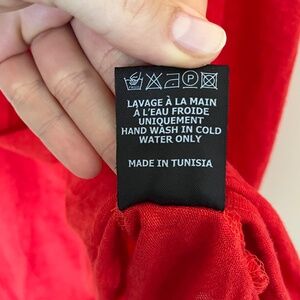 LAVAGE À LA MAIN
À L'EAU FROIDE
UNIQUEMENT
HAND WASH IN COLD
WATER ONLY
MADE IN TUNISIA